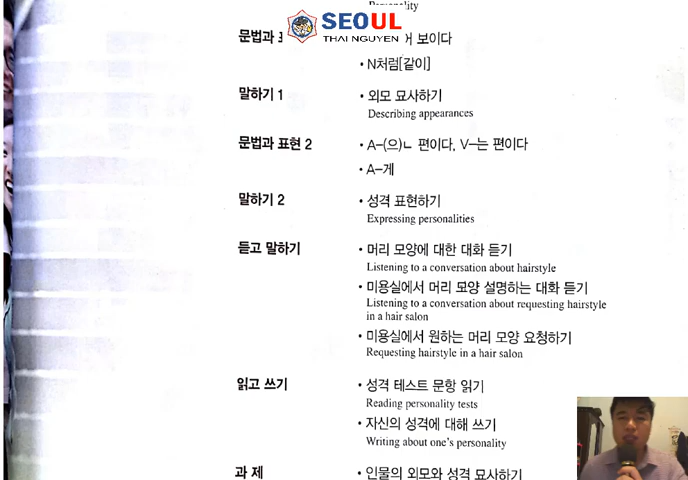 Personality
SEOUL
THAI NGUYEN
문법과 어 보이다
• N처럼[같이]
말하기 1 • 외모 묘사하기
Describing appearances
문법과 표현 2 • A-(으)ㄴ 편이다, V-는 편이다
• A-게
말하기 2 • 성격 표현하기
Expressing personalities
듣고 말하기 • 머리 모양에 대한 대화 듣기
Listening to a conversation about hairstyle
• 미용실에서 머리 모양 설명하는 대화 듣기
Listening to a conversation about requesting hairstyle
in a hair salon
• 미용실에서 원하는 머리 모양 요청하기
Requesting hairstyle in a hair salon
읽고 쓰기 • 성격 테스트 문항 읽기
Reading personality tests
• 자신의 성격에 대해 쓰기
Writing about one's personality
과 제 • 인물의 외모와 성격 묘사하기